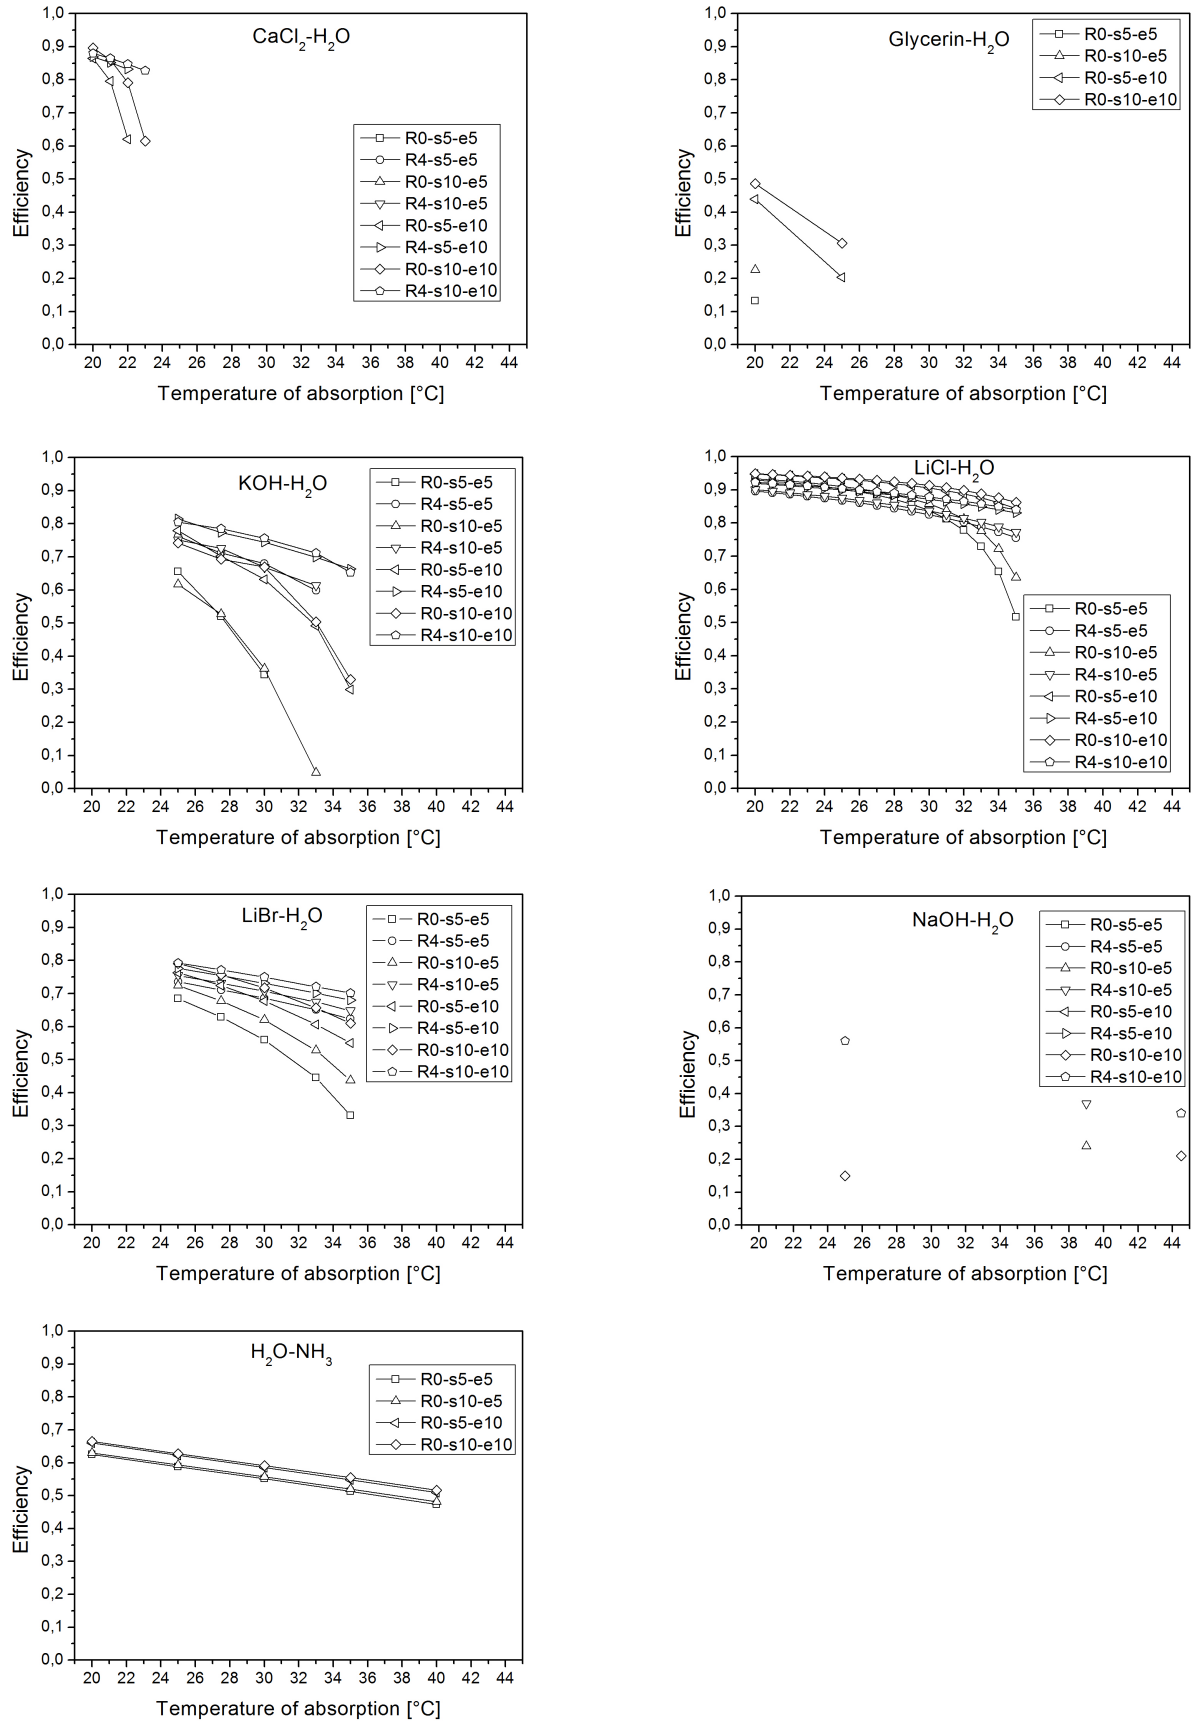 CaCl2-H2O
Efficiency
1,0
0,9
0,8
0,7
0,6
0,5
0,4
0,3
0,2
0,1
0,0
R0-s5-e5
R4-s5-e5
R0-s10-e5
R4-s10-e5
R0-s5-e10
R4-s5-e10
R0-s10-e10
R4-s10-e10
20 22 24 26 28 30 32 34 36 38 40 42 44
Temperature of absorption [°C]
Glycerin-H2O
Efficiency
1,0
0,9
0,8
0,7
0,6
0,5
0,4
0,3
0,2
0,1
0,0
R0-s5-e5
R0-s10-e5
R0-s5-e10
R0-s10-e10
20 22 24 26 28 30 32 34 36 38 40 42 44
Temperature of absorption [°C]
KOH-H2O
Efficiency
1,0
0,9
0,8
0,7
0,6
0,5
0,4
0,3
0,2
0,1
0,0
R0-s5-e5
R4-s5-e5
R0-s10-e5
R4-s10-e5
R0-s5-e10
R4-s5-e10
R0-s10-e10
R4-s10-e10
20 22 24 26 28 30 32 34 36 38 40 42 44
Temperature of absorption [°C]
LiCl-H2O
Efficiency
1,0
0,9
0,8
0,7
0,6
0,5
0,4
0,3
0,2
0,1
0,0
R0-s5-e5
R4-s5-e5
R0-s10-e5
R4-s10-e5
R0-s5-e10
R4-s5-e10
R0-s10-e10
R4-s10-e10
20 22 24 26 28 30 32 34 36 38 40 42 44
Temperature of absorption [°C]
LiBr-H2O
Efficiency
1,0
0,9
0,8
0,7
0,6
0,5
0,4
0,3
0,2
0,1
0,0
R0-s5-e5
R4-s5-e5
R0-s10-e5
R4-s10-e5
R0-s5-e10
R4-s5-e10
R0-s10-e10
R4-s10-e10
20 22 24 26 28 30 32 34 36 38 40 42 44
Temperature of absorption [°C]
NaOH-H2O
Efficiency
1,0
0,9
0,8
0,7
0,6
0,5
0,4
0,3
0,2
0,1
0,0
R0-s5-e5
R4-s5-e5
R0-s10-e5
R4-s10-e5
R0-s5-e10
R4-s5-e10
R0-s10-e10
R4-s10-e10
20 22 24 26 28 30 32 34 36 38 40 42 44
Temperature of absorption [°C]
H2O-NH3
Efficiency
1,0
0,9
0,8
0,7
0,6
0,5
0,4
0,3
0,2
0,1
0,0
R0-s5-e5
R0-s10-e5
R0-s5-e10
R0-s10-e10
20 22 24 26 28 30 32 34 36 38 40 42 44
Temperature of absorption [°C]